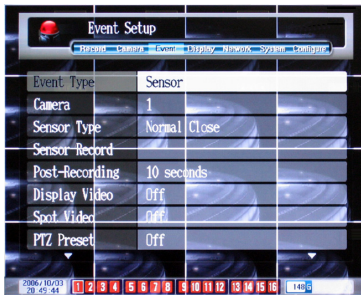 Event Setup
Record Camera Event Display Network System Configure
Event Type Sensor
Camera 1
Sensor Type Normal Close
Sensor Record
Post-Recording 10 seconds
Display Video Off
Spot Video Off
PTZ Preset Off
2006/10/03
20:49:44
1 2 3 4 5 6 7 8 9 10 11 12 13 14 15 16 148G